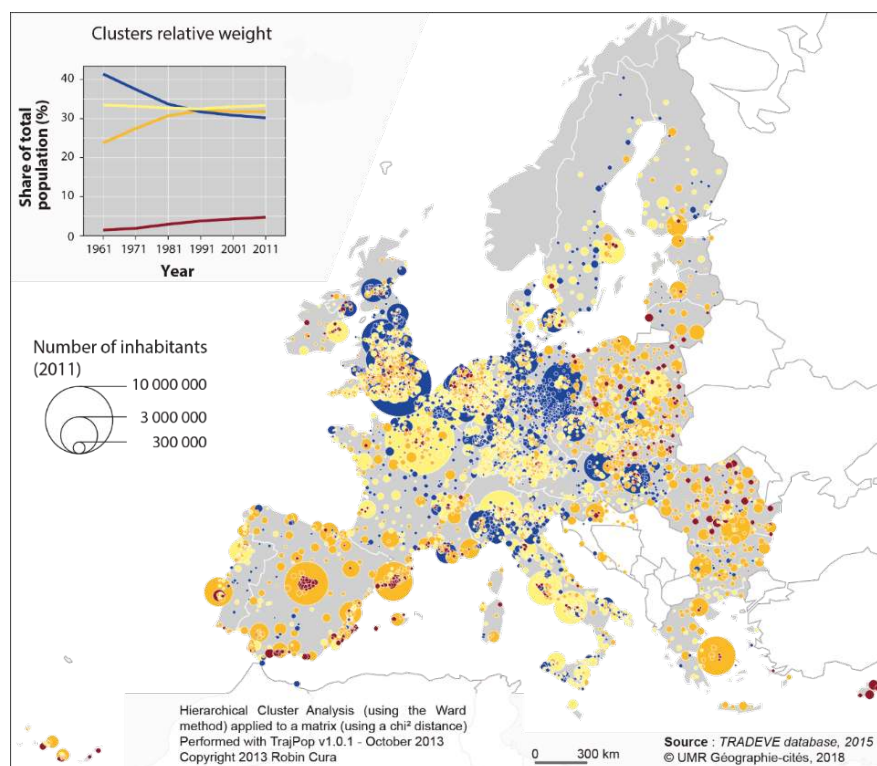 Clusters relative weight
Share of total
population (%)
40
30
20
10
0
1961 1971 1981 1991 2001 2011
Year
Number of inhabitants
(2011)
10 000 000
3 000 000
300 000
Hierarchical Cluster Analysis (using the Ward
method) applied to a matrix (using a chi² distance)
Performed with TrajPop v1.0.1 - October 2013
Copyright 2013 Robin Cura
0 300 km
Source : TRADEVE database, 2015
© UMR Géographie-cités, 2018